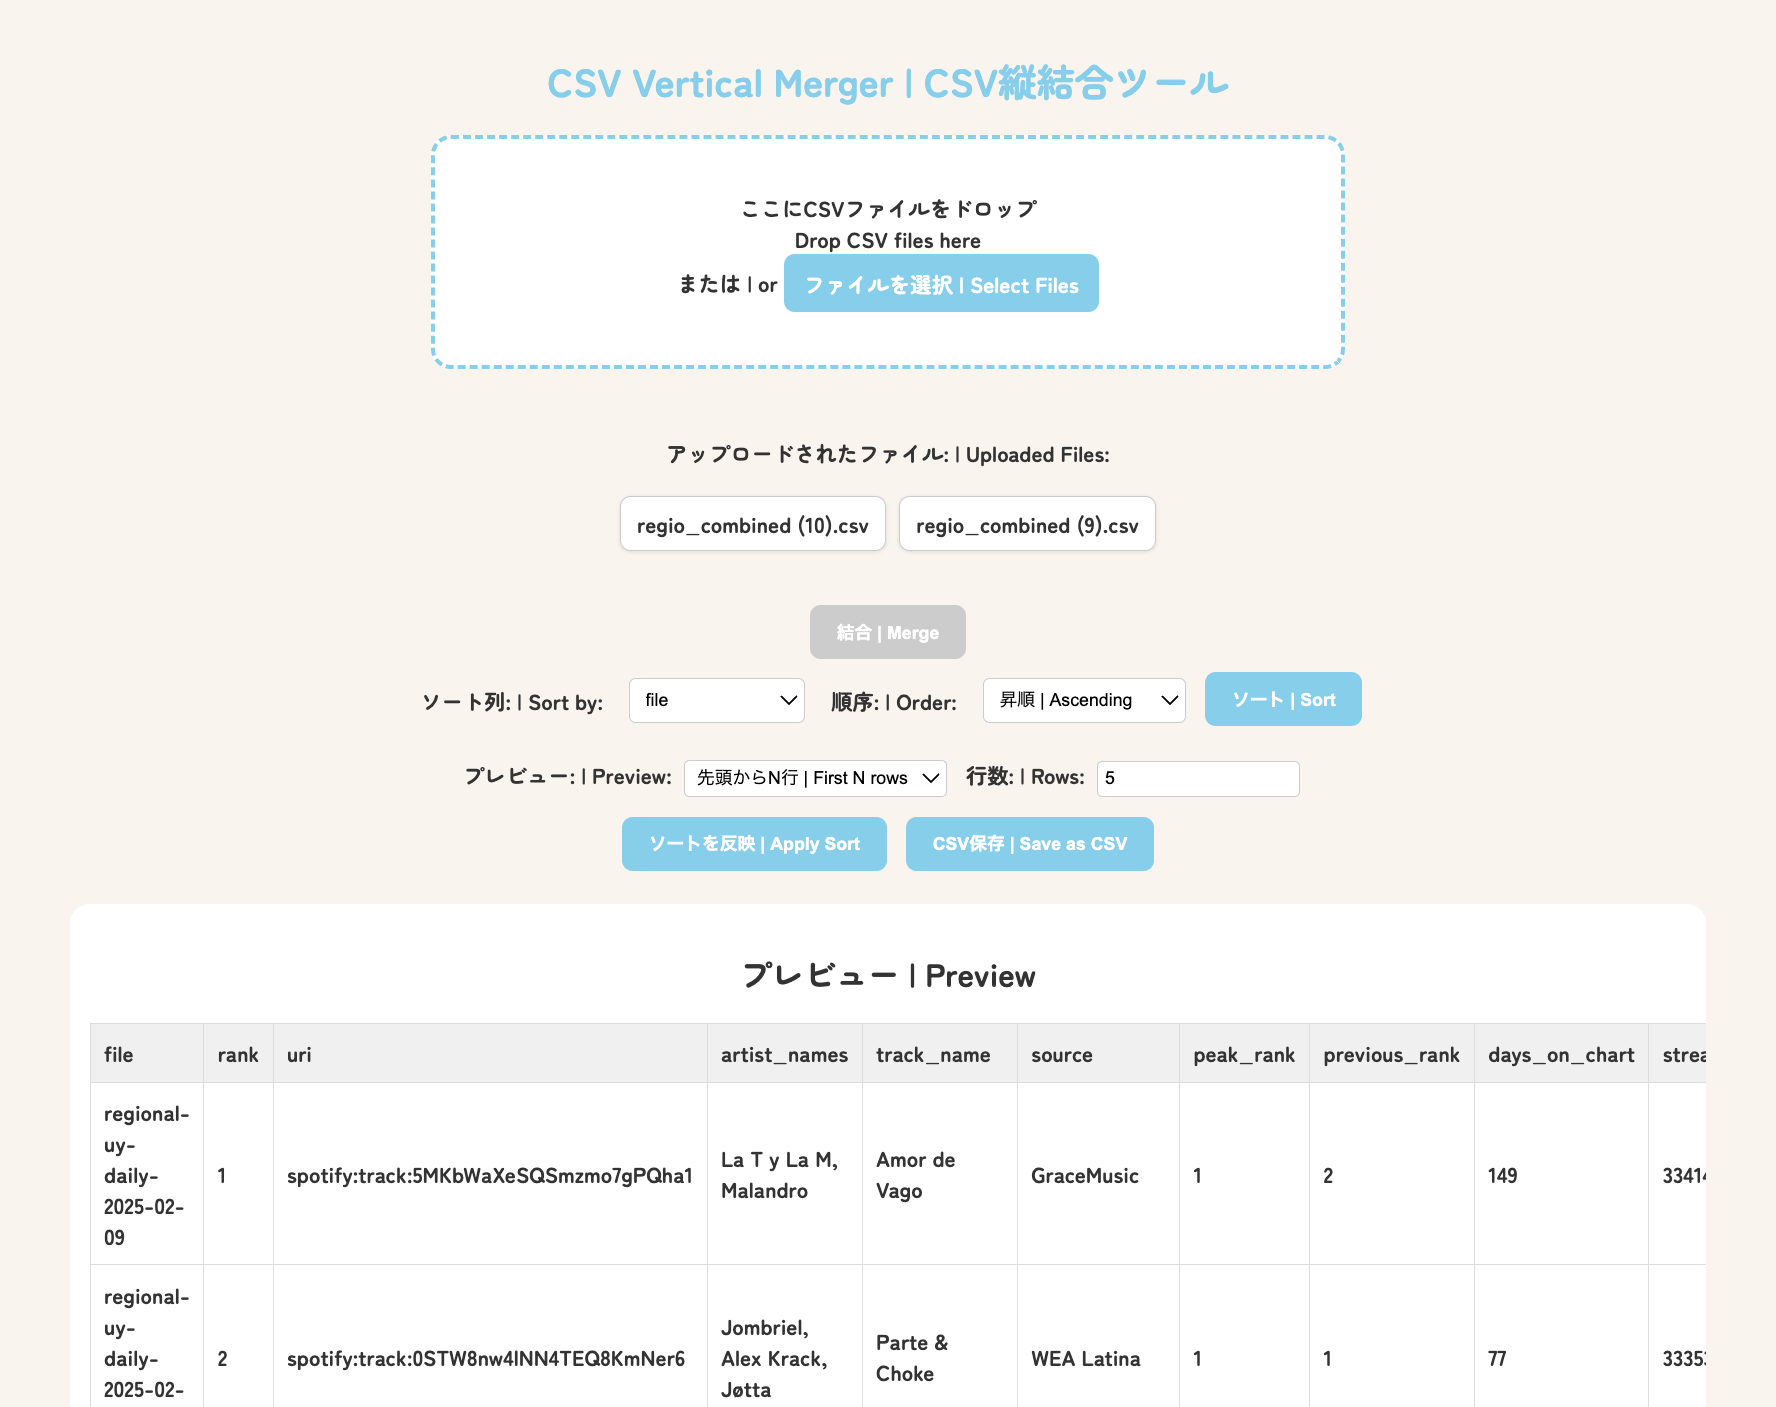 CSV Vertical Merger | CSV縦結合ツール
ここにCSVファイルをドロップ
Drop CSV files here
または | or ファイルを選択 | Select Files
アップロードされたファイル: | Uploaded Files:
regio_combined (10).csv regio_combined (9).csv
結合 | Merge
ソート列: | Sort by: file 順序: | Order: 昇順 | Ascending ソート | Sort
プレビュー: | Preview: 先頭からN行 | First N rows 行数: | Rows: 5
ソートを反映 | Apply Sort CSV保存 | Save as CSV
プレビュー | Preview
file rank uri artist_names track_name source peak_rank previous_rank days_on_chart
regional-
uy-
daily-
2025-02-
09
1
spotify:track:5MKbWaXeSQSmzmo7gPQha1
La T y La M,
Malandro
Amor de
Vago
GraceMusic
1
2
149
regional-
uy-
daily-
2025-02-
2
spotify:track:0STW8nw4lNN4TEQ8KmNer6
Jombriel,
Alex Krack,
Jøtta
Parte &
Choke
WEA Latina
1
1
77